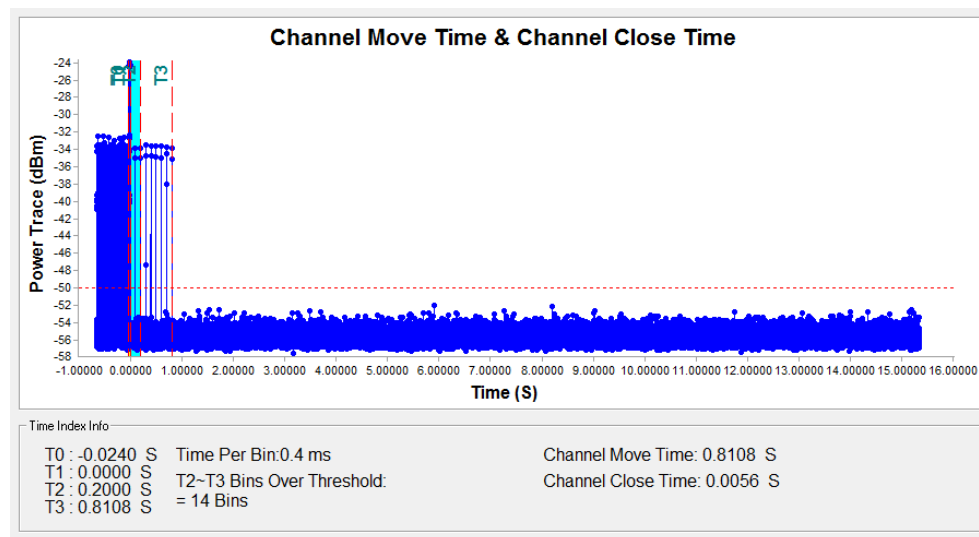 Channel Move Time & Channel Close Time
Power Trace (dBm)
-24
-26
-28
-30
-32
-34
-36
-38
-40
-42
-44
-46
-48
-50
-52
-54
-56
-58
T3
-1.00000 0.00000 1.00000 2.00000 3.00000 4.00000 5.00000 6.00000 7.00000 8.00000 9.00000 10.00000 11.00000 12.00000 13.00000 14.00000 15.00000 16.00000
Time (S)
Time Index Info
T0 : -0.0240 S
T1 : 0.0000 S
T2 : 0.2000 S
T3 : 0.8108 S
Time Per Bin:0.4 ms
T2~T3 Bins Over Threshold:
= 14 Bins
Channel Move Time: 0.8108 S
Channel Close Time: 0.0056 S